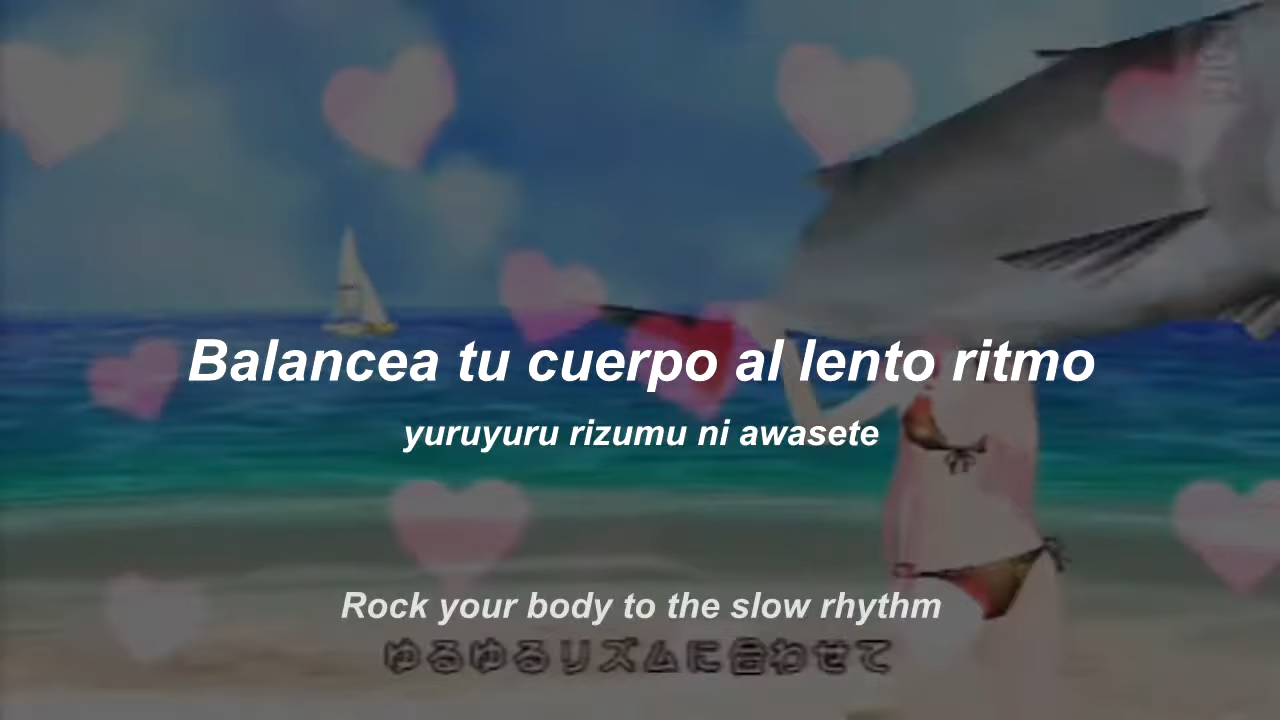 Balancea tu cuerpo al lento ritmo
yuruyuru rizumu ni awasete
Rock your body to the slow rhythm
ゆるゆるリズムに合わせて